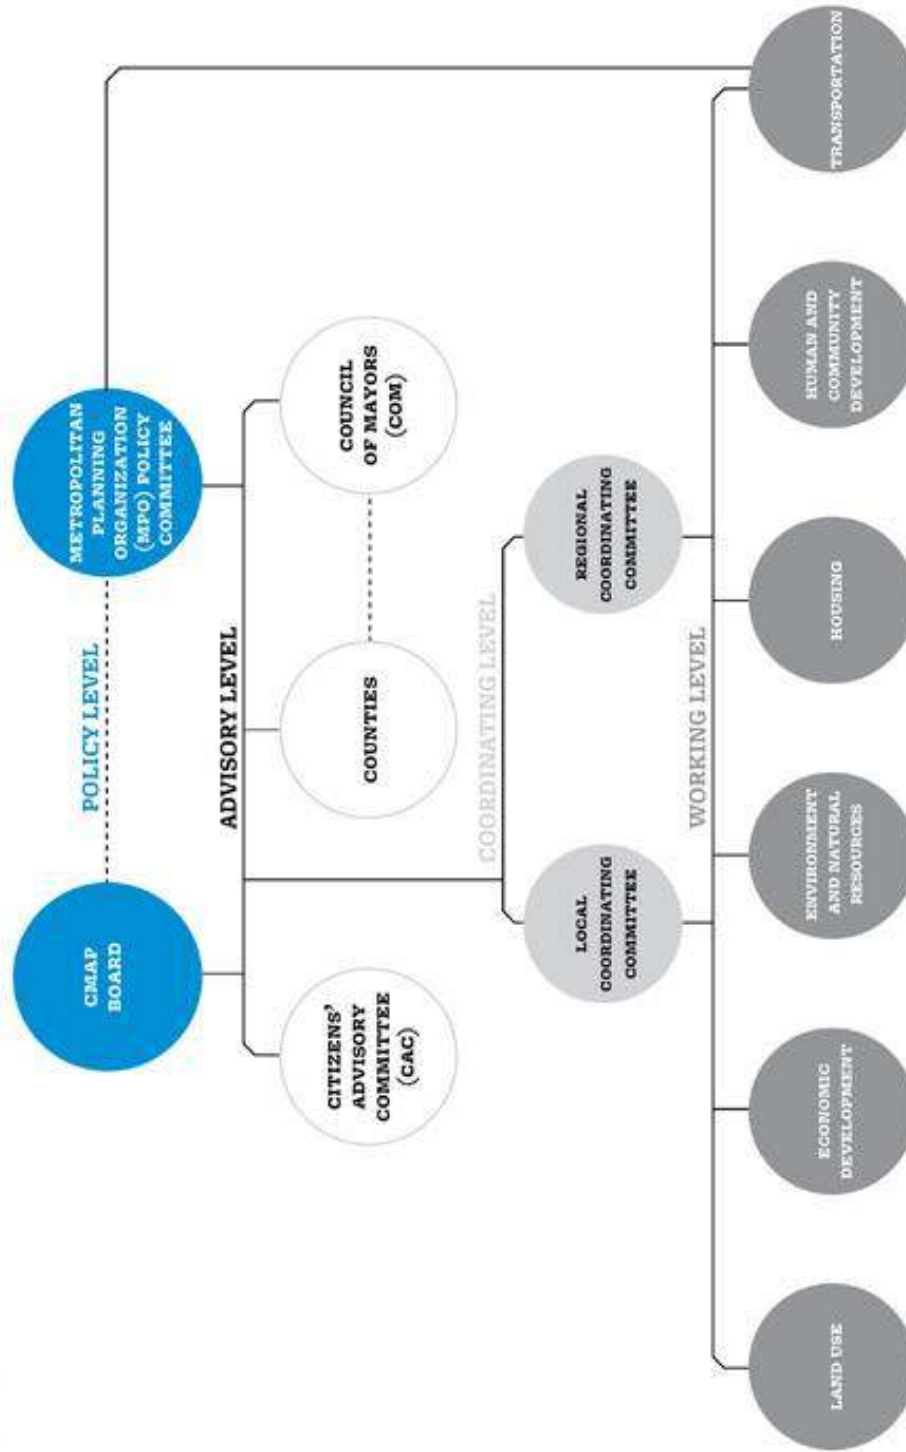 POLICY LEVEL
CMAP
BOARD
METROPOLITAN
PLANNING
ORGANIZATION
(MPO) POLICY
COMMITTEE
ADVISORY LEVEL
CITIZENS'
ADVISORY
COMMITTEE
(CAC)
COUNTIES
COUNCIL
OF MAYORS
(COM)
COORDINATING LEVEL
LOCAL
COORDINATING
COMMITTEE
REGIONAL
COORDINATING
COMMITTEE
WORKING LEVEL
LAND USE
ECONOMIC
DEVELOPMENT
ENVIRONMENT
AND NATURAL
RESOURCES
HOUSING
HUMAN AND
COMMUNITY
DEVELOPMENT
TRANSPORTATION